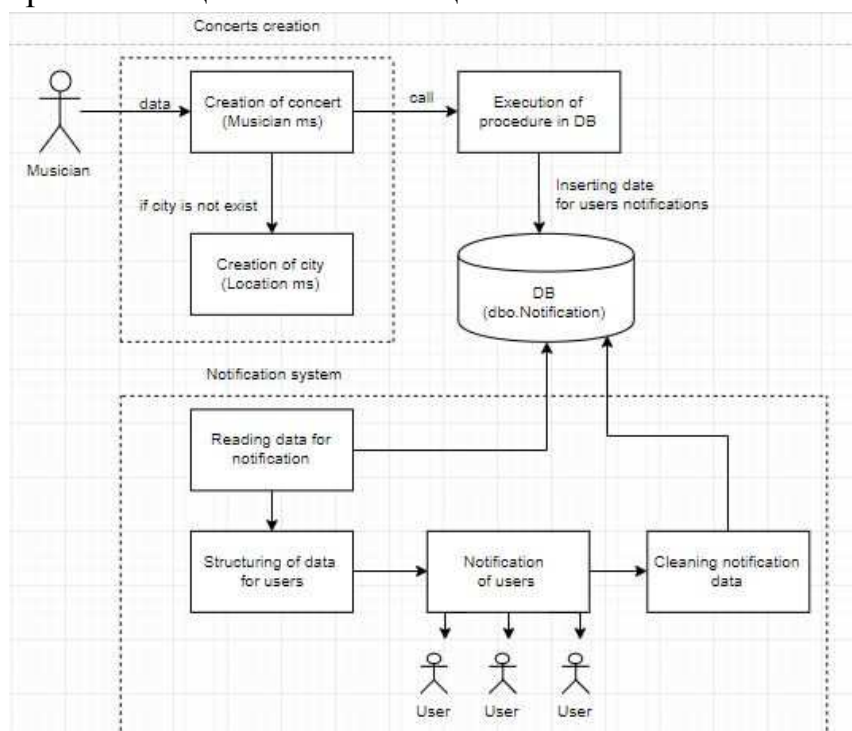 Concerts creation
Musician
data
Creation of concert
(Musician ms)
call
Execution of
procedure in DB
if city is not exist
Creation of city
(Location ms)
Inserting date
for users notifications
DB
(dbo.Notification)
Notification system
Reading data for
notification
Structuring of data
for users
Notification
of users
Cleaning notification
data
User
User
User